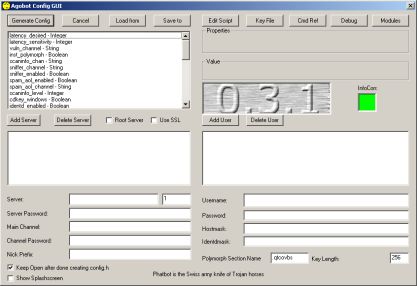 Agobot Config GUI
Generate Config Cancel Load from Save to Edit Script Key File Cmd Ref Debug Modules
latency_desired - Integer
latency_sensitivity - Integer
vuln_channel - String
inst_polymorph - Boolean
ocaninfo_chan - String
sniffer_channel - String
sniffer_enabled - Boolean
spam_aol_enabled - Boolean
spam_aol_channel - String
ocaninfo_level - Integer
cdkey_windows - Boolean
identd_enabled - Boolean
Properties
Value
0.3.1
InfoCon:
Add Server Delete Server Root Server Use SSL Add User Delete User
Server: 1 Username:
Server Password: Password:
Main Channel: Hostmask:
Channel Password: Identdmask:
Nick Prefix: Polymorph Section Name qtcovbs Key Length: 256
Keep Open after done creating config.h
Show Splashscreen Phatbot is the Swiss army knife of Trojan horses